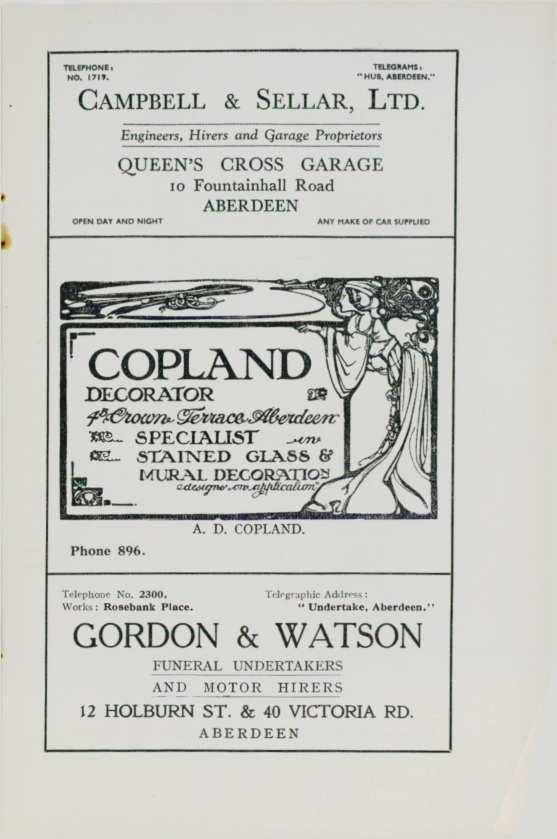 TELEPHONE: TELEGRAMS:
NO. 1719. "HUB, ABERDEEN."
CAMPBELL & SELLAR, LTD.
Engineers, Hirers and Garage Proprietors
QUEEN'S CROSS GARAGE
10 Fountainhall Road
ABERDEEN
OPEN DAY AND NIGHT ANY MAKE OF CAR SUPPLIED
COPLAND
DECORATOR
Crown Terrace Aberdeen
SPECIALIST in
STAINED GLASS &
MURAL DECORATION
designs on application
A. D. COPLAND.
Phone 896.
Telephone No. 2300. Telegraphic Address:
Works: Rosebank Place. "Undertake, Aberdeen."
GORDON & WATSON
FUNERAL UNDERTAKERS
AND MOTOR HIRERS
12 HOLBURN ST. & 40 VICTORIA RD.
ABERDEEN